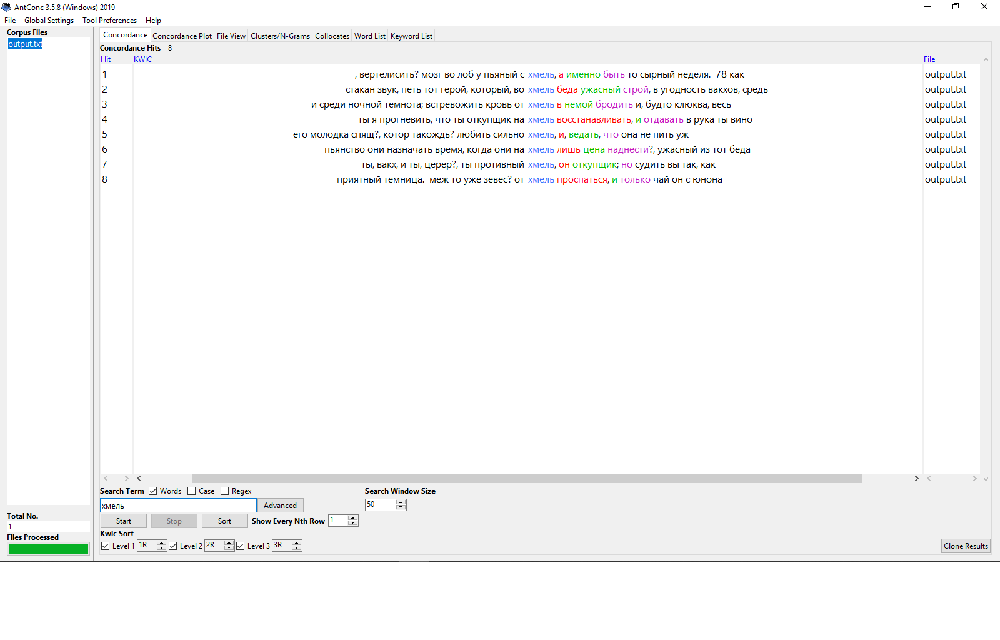 AntConc 3.5.8 (Windows) 2019
File Global Settings Tool Preferences Help
Corpus Files
output.txt
Concordance Concordance Plot File View Clusters/N-Grams Collocates Word List Keyword List
Concordance Hits 8
Hit KWIC File
1 , вертелисить? мозг во лоб у пьяный с хмель, а именно быть то сырный неделя. 78 как output.txt
2 стакан звук, петь тот герой, который, во хмель беда ужасный строй, в угодность вакхов, средь output.txt
3 и среди ночной темнота; встревожить кровь от хмель в немой бродить и, будто клюква, весь output.txt
4 ты я прогневить, что ты откупщик на хмель восстанавливать, и отдавать в рука ты вино output.txt
5 его молодка спящ?, котор такождь? любить сильно хмель, и, ведать, что она не пить уж output.txt
6 пьянство они назначать время, когда они на хмель лишь цена наднести?, ужасный из тот беда output.txt
7 ты, вакх, и ты, церер?, ты противный хмель, он откупщик; но судить вы так, как output.txt
8 приятный темница. меж то уже зевес? от хмель проспаться, и только чай он с юнона output.txt
Search Term Words Case Regex Search Window Size
хмель Advanced 50
Start Stop Sort Show Every Nth Row 1
Kwic Sort
Level 1 1R Level 2 2R Level 3 3R Clone Results
Total No.
1
Files Processed